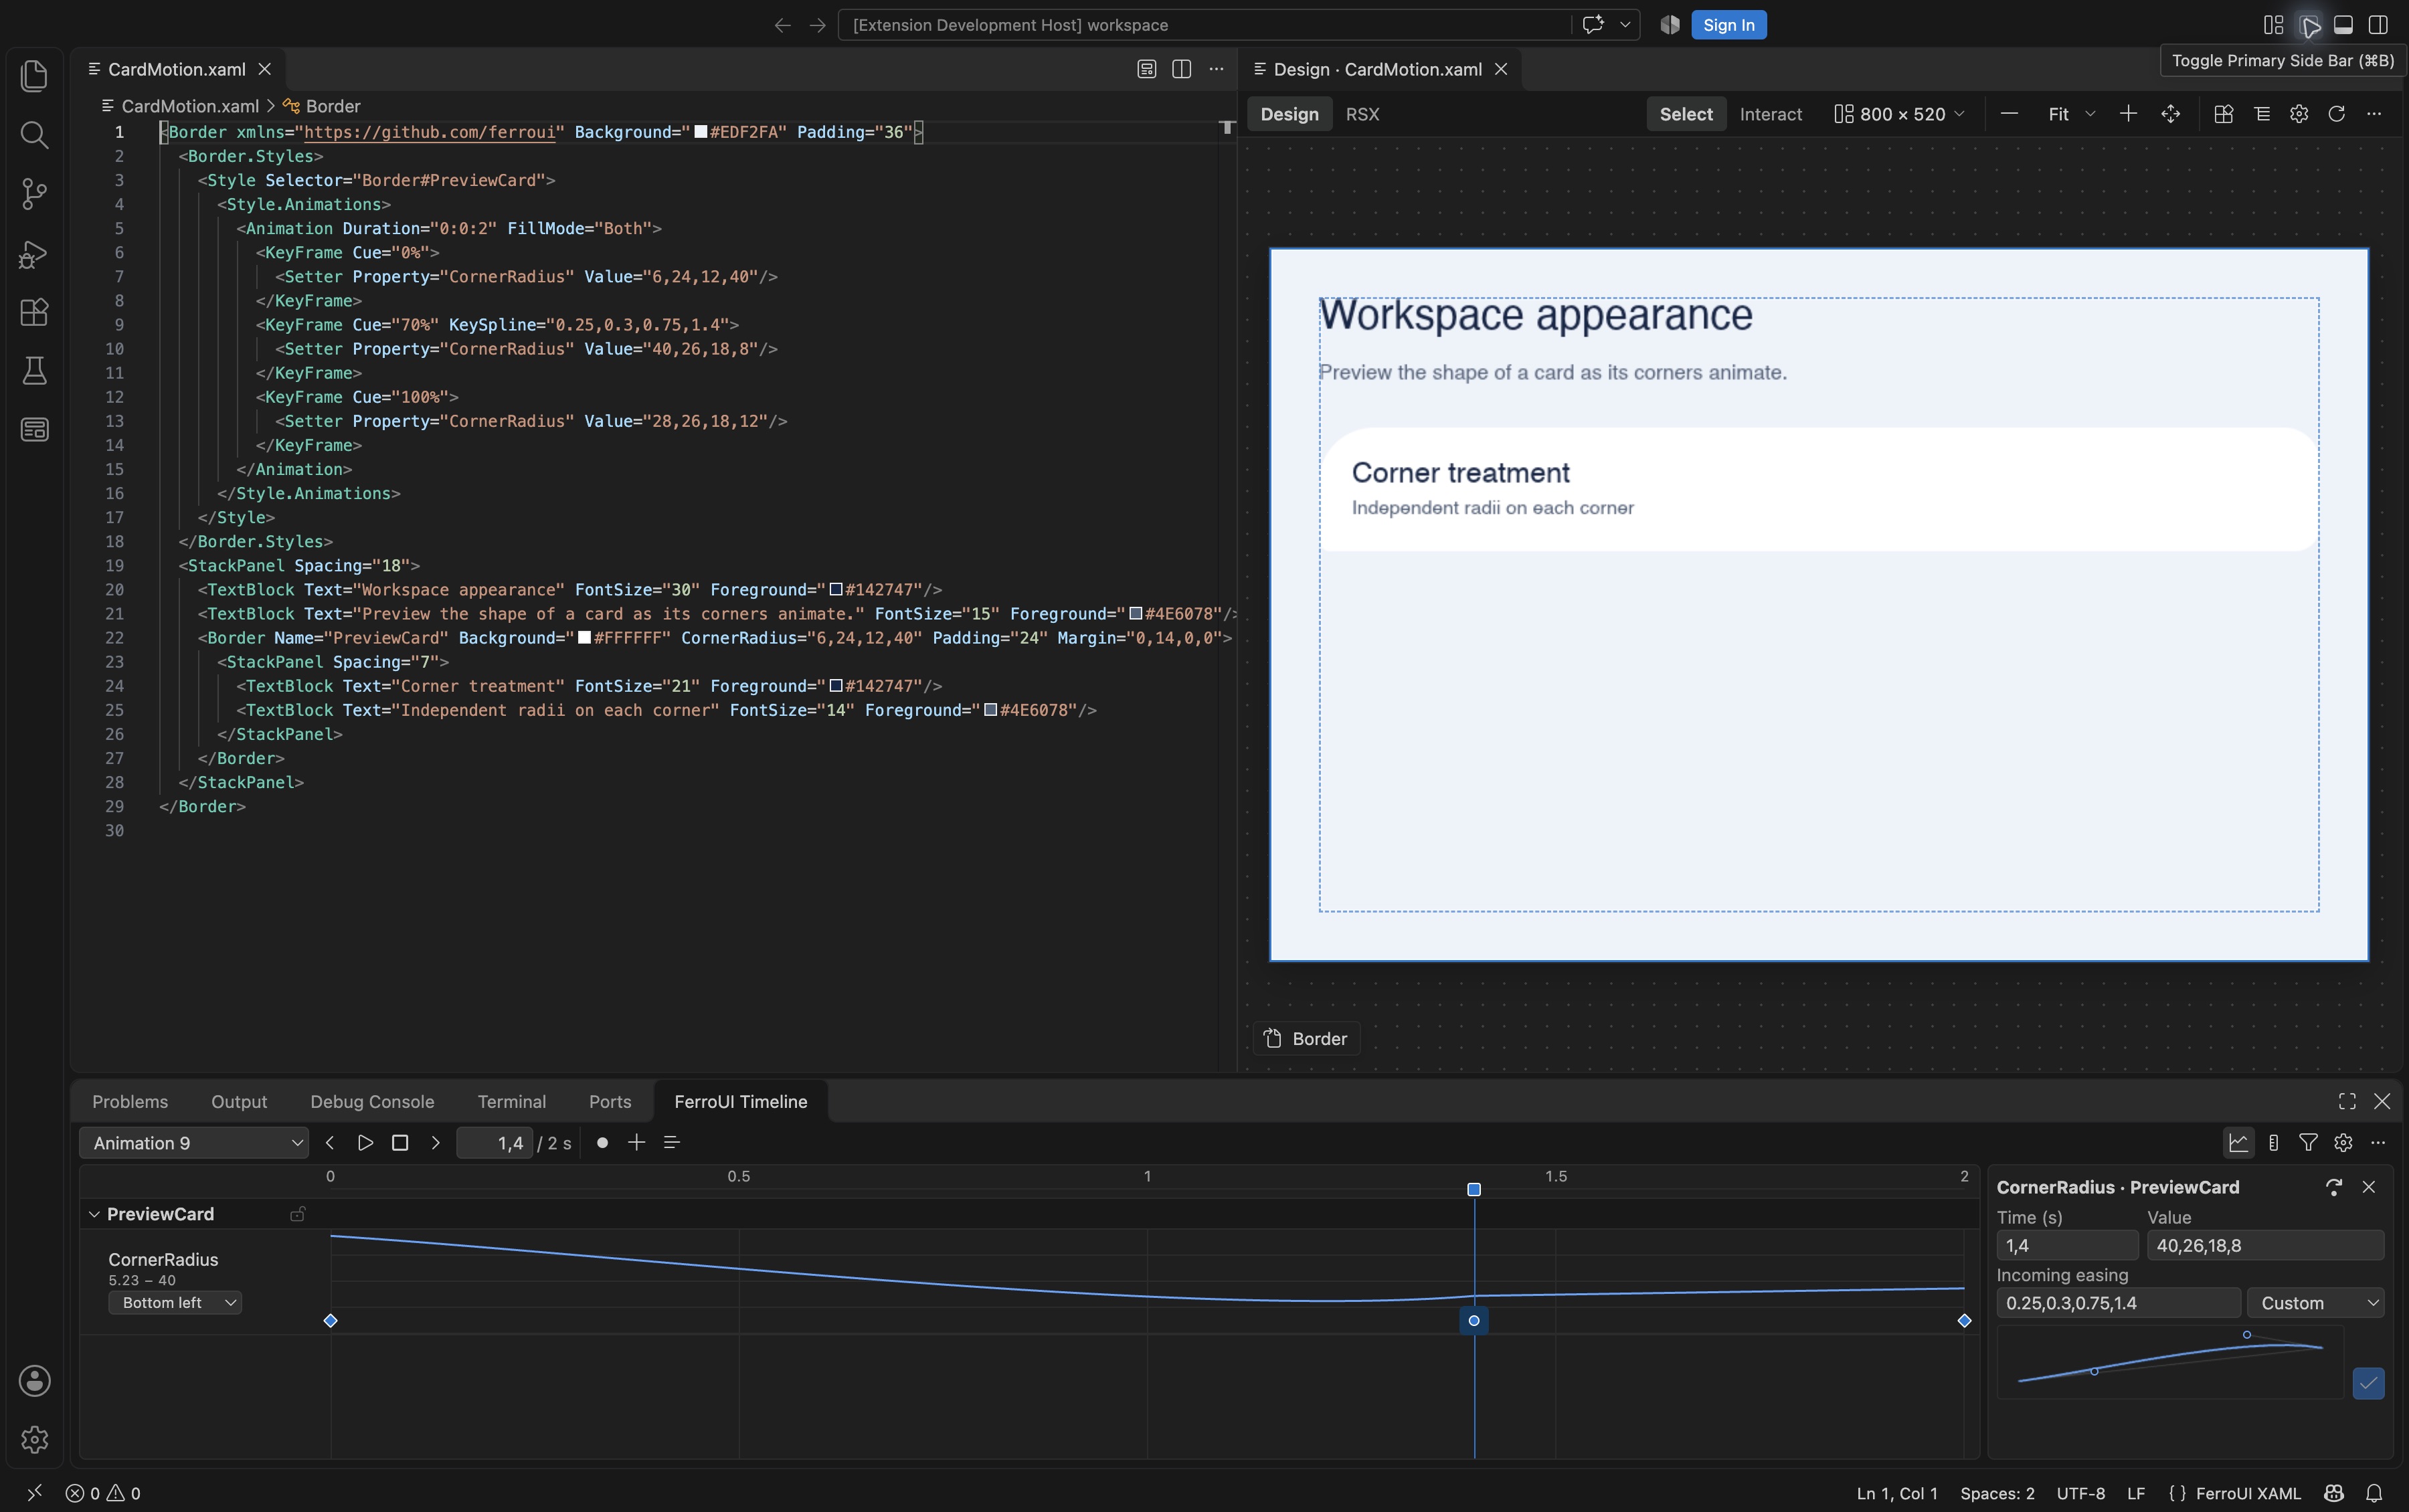 [Extension Development Host] workspace
Sign In
Toggle Primary Side Bar (⌘B)
CardMotion.xaml
CardMotion.xaml > Border
1 <Border xmlns="https://github.com/ferroui" Background="#EDF2FA" Padding="36">
2 <Border.Styles>
3 <Style Selector="Border#PreviewCard">
4 <Style.Animations>
5 <Animation Duration="0:0:2" FillMode="Both">
6 <KeyFrame Cue="0%">
7 <Setter Property="CornerRadius" Value="6,24,12,40"/>
8 </KeyFrame>
9 <KeyFrame Cue="70%" KeySpline="0.25,0.3,0.75,1.4">
10 <Setter Property="CornerRadius" Value="40,26,18,8"/>
11 </KeyFrame>
12 <KeyFrame Cue="100%">
13 <Setter Property="CornerRadius" Value="28,26,18,12"/>
14 </KeyFrame>
15 </Animation>
16 </Style.Animations>
17 </Style>
18 </Border.Styles>
19 <StackPanel Spacing="18">
20 <TextBlock Text="Workspace appearance" FontSize="30" Foreground="#142747"/>
21 <TextBlock Text="Preview the shape of a card as its corners animate." FontSize="15" Foreground="#4E6078"/>
22 <Border Name="PreviewCard" Background="#FFFFFF" CornerRadius="6,24,12,40" Padding="24" Margin="0,14,0,0">
23 <StackPanel Spacing="7">
24 <TextBlock Text="Corner treatment" FontSize="21" Foreground="#142747"/>
25 <TextBlock Text="Independent radii on each corner" FontSize="14" Foreground="#4E6078"/>
26 </StackPanel>
27 </Border>
28 </StackPanel>
29 </Border>
30
Design · CardMotion.xaml
Design RSX Select Interact 800 × 520 Fit
Workspace appearance
Preview the shape of a card as its corners animate.
Corner treatment
Independent radii on each corner
Border
Problems Output Debug Console Terminal Ports FerroUI Timeline
Animation 9 1,4 / 2 s
0 0.5 1 1.5 2
PreviewCard
CornerRadius
5.23 – 40
Bottom left
CornerRadius · PreviewCard
Time (s) Value
1,4 40,26,18,8
Incoming easing
0.25,0.3,0.75,1.4 Custom
0 0 Ln 1, Col 1 Spaces: 2 UTF-8 LF { } FerroUI XAML